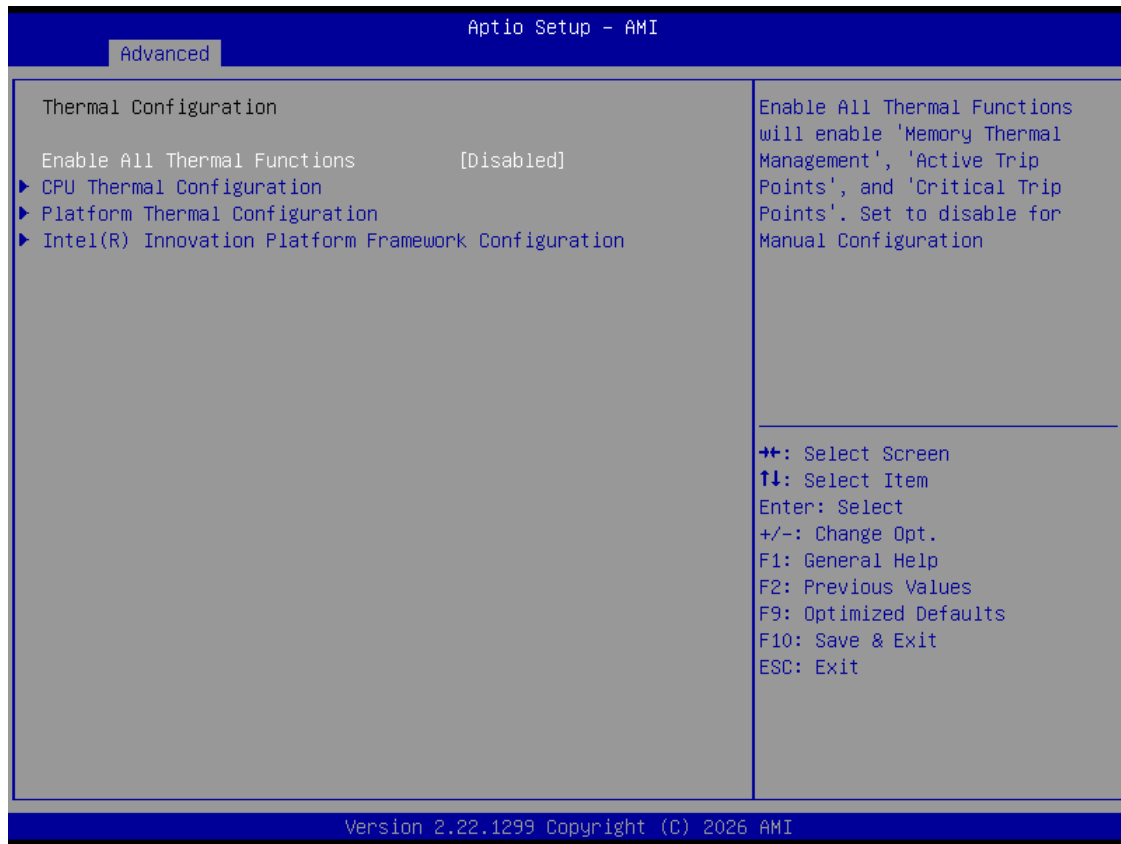 Aptio Setup – AMI
Advanced
Thermal Configuration
Enable All Thermal Functions [Disabled]
▶ CPU Thermal Configuration
▶ Platform Thermal Configuration
▶ Intel(R) Innovation Platform Framework Configuration
Enable All Thermal Functions
will enable 'Memory Thermal
Management', 'Active Trip
Points', and 'Critical Trip
Points'. Set to disable for
Manual Configuration
→←: Select Screen
↑↓: Select Item
Enter: Select
+/-: Change Opt.
F1: General Help
F2: Previous Values
F9: Optimized Defaults
F10: Save & Exit
ESC: Exit
Version 2.22.1299 Copyright (C) 2026 AMI